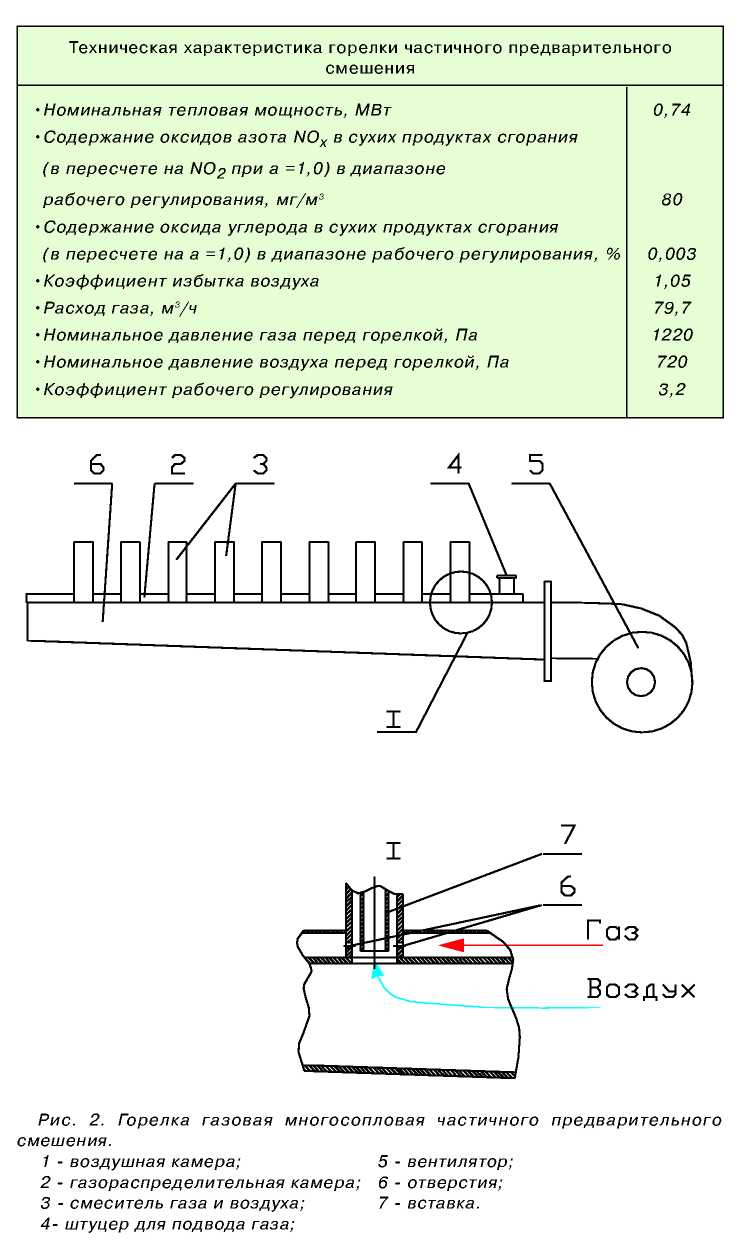 Техническая характеристика горелки частичного предварительного
смешения
•Номинальная тепловая мощность, МВт 0,74
•Содержание оксидов азота NOx в сухих продуктах сгорания
(в пересчете на NO2 при а =1,0) в диапазоне
рабочего регулирования, мг/м³ 80
•Содержание оксида углерода в сухих продуктах сгорания
(в пересчете на а =1,0) в диапазоне рабочего регулирования, % 0,003
•Коэффициент избытка воздуха 1,05
•Расход газа, м³/ч 79,7
•Номинальное давление газа перед горелкой, Па 1220
•Номинальное давление воздуха перед горелкой, Па 720
•Коэффициент рабочего регулирования 3,2
6 2 3 4 5
I
I 7
6
Газ
Воздух
Рис. 2. Горелка газовая многосопловая частичного предварительного
смешения.
1 - воздушная камера; 5 - вентилятор;
2 - газораспределительная камера; 6 - отверстия;
3 - смеситель газа и воздуха; 7 - вставка.
4- штуцер для подвода газа;